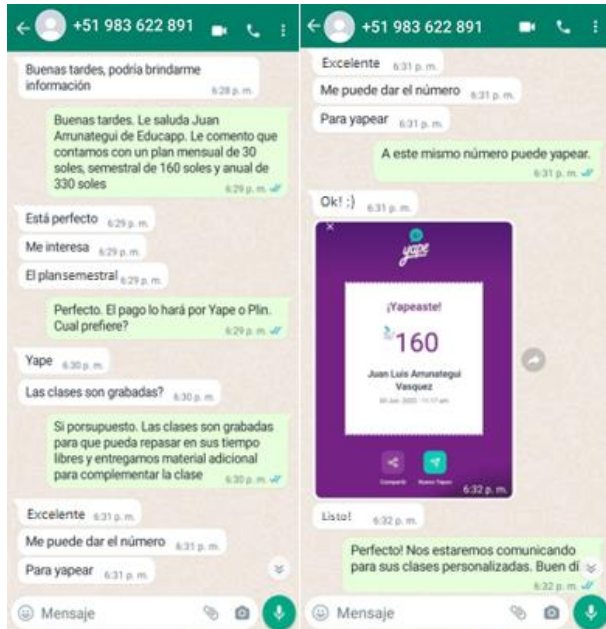 +51 983 622 891
Buenas tardes, podría brindarme
información
6:28 p. m.
Buenas tardes. Le saluda Juan
Arrunategui de Educapp. Le comento que
contamos con un plan mensual de 30
soles, semestral de 160 soles y anual de
330 soles
6:29 p. m.
Está perfecto 6:29 p. m.
Me interesa 6:29 p. m.
El plansemestral 6:29 p. m.
Perfecto. El pago lo hará por Yape o Plin.
Cual prefiere?
6:29 p. m.
Yape 6:30 p. m.
Las clases son grabadas? 6:30 p. m.
Si porsupuesto. Las clases son grabadas
para que pueda repasar en sus tiempo
libres y entregamos material adicional
para complementar la clase 6:30 p. m.
Excelente 6:31 p. m.
Me puede dar el número 6:31 p. m.
Para yapear 6:31 p. m.
Mensaje
+51 983 622 891
Excelente 6:31 p. m.
Me puede dar el número 6:31 p. m.
Para yapear 6:31 p. m.
A este mismo número puede yapear.
6:31 p. m.
Ok! :) 6:31 p. m.
yape
¡Yapeaste!
160
Juan Luis Arrunategui
Vasquez
Compartir Nuevo Yapeo
6:32 p. m.
Listo! 6:32 p. m.
Perfecto! Nos estaremos comunicando
para sus clases personalizadas. Buen dí
6:32 p. m.
Mensaje